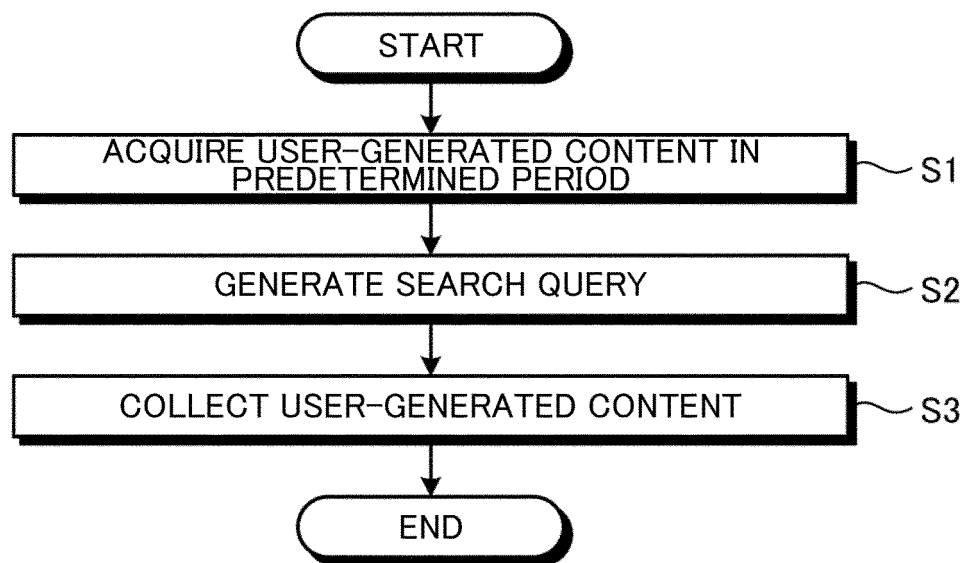 START
ACQUIRE USER-GENERATED CONTENT IN
PREDETERMINED PERIOD
S1
GENERATE SEARCH QUERY
S2
COLLECT USER-GENERATED CONTENT
S3
END